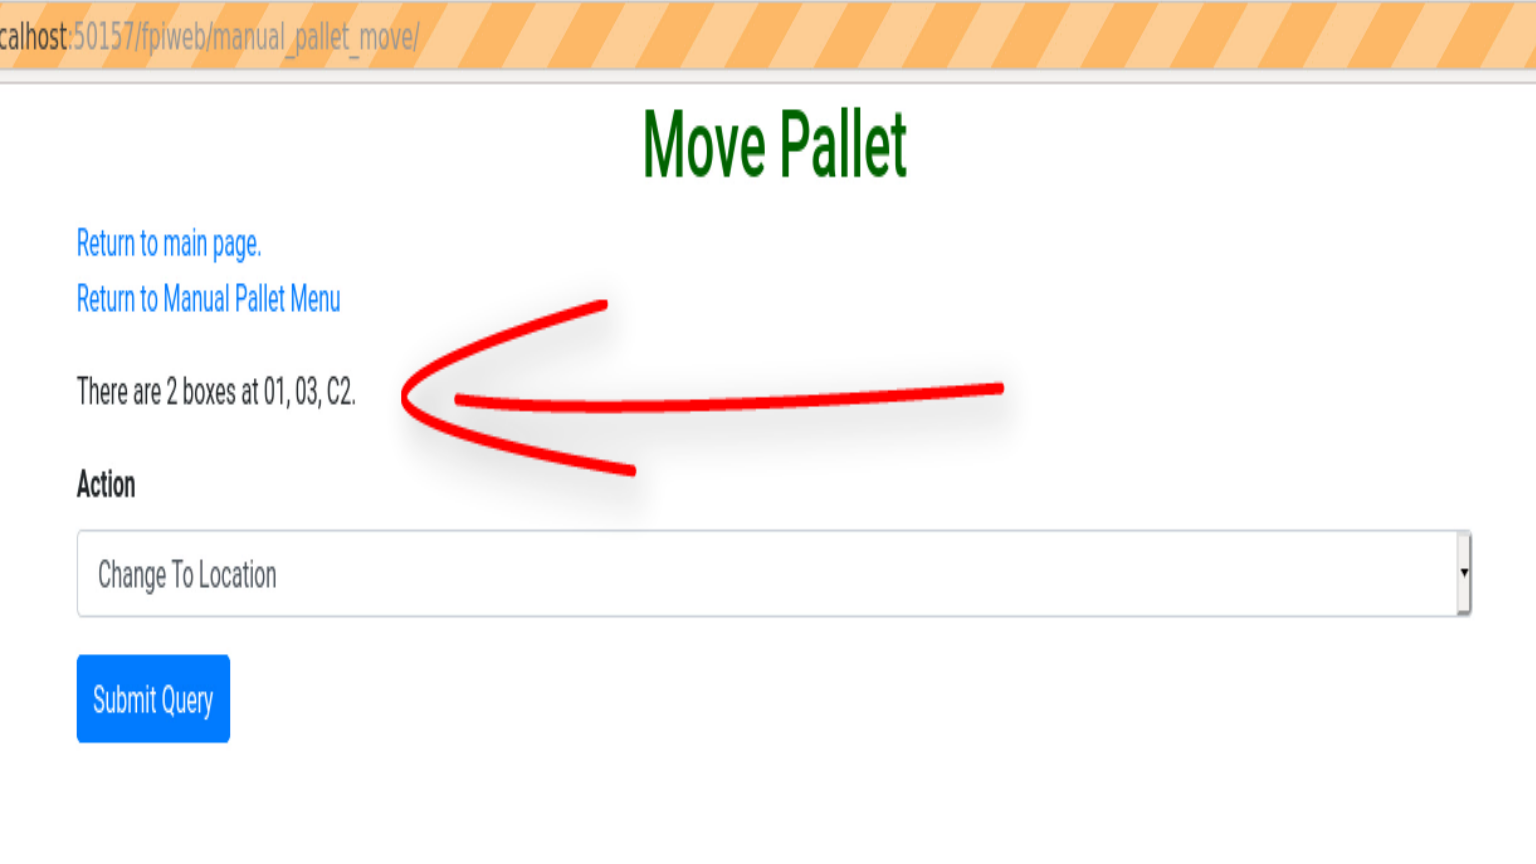 calhost:50157/fpiweb/manual_pallet_move/
Move Pallet
Return to main page.
Return to Manual Pallet Menu
There are 2 boxes at 01, 03, C2.
Action
Change To Location
Submit Query